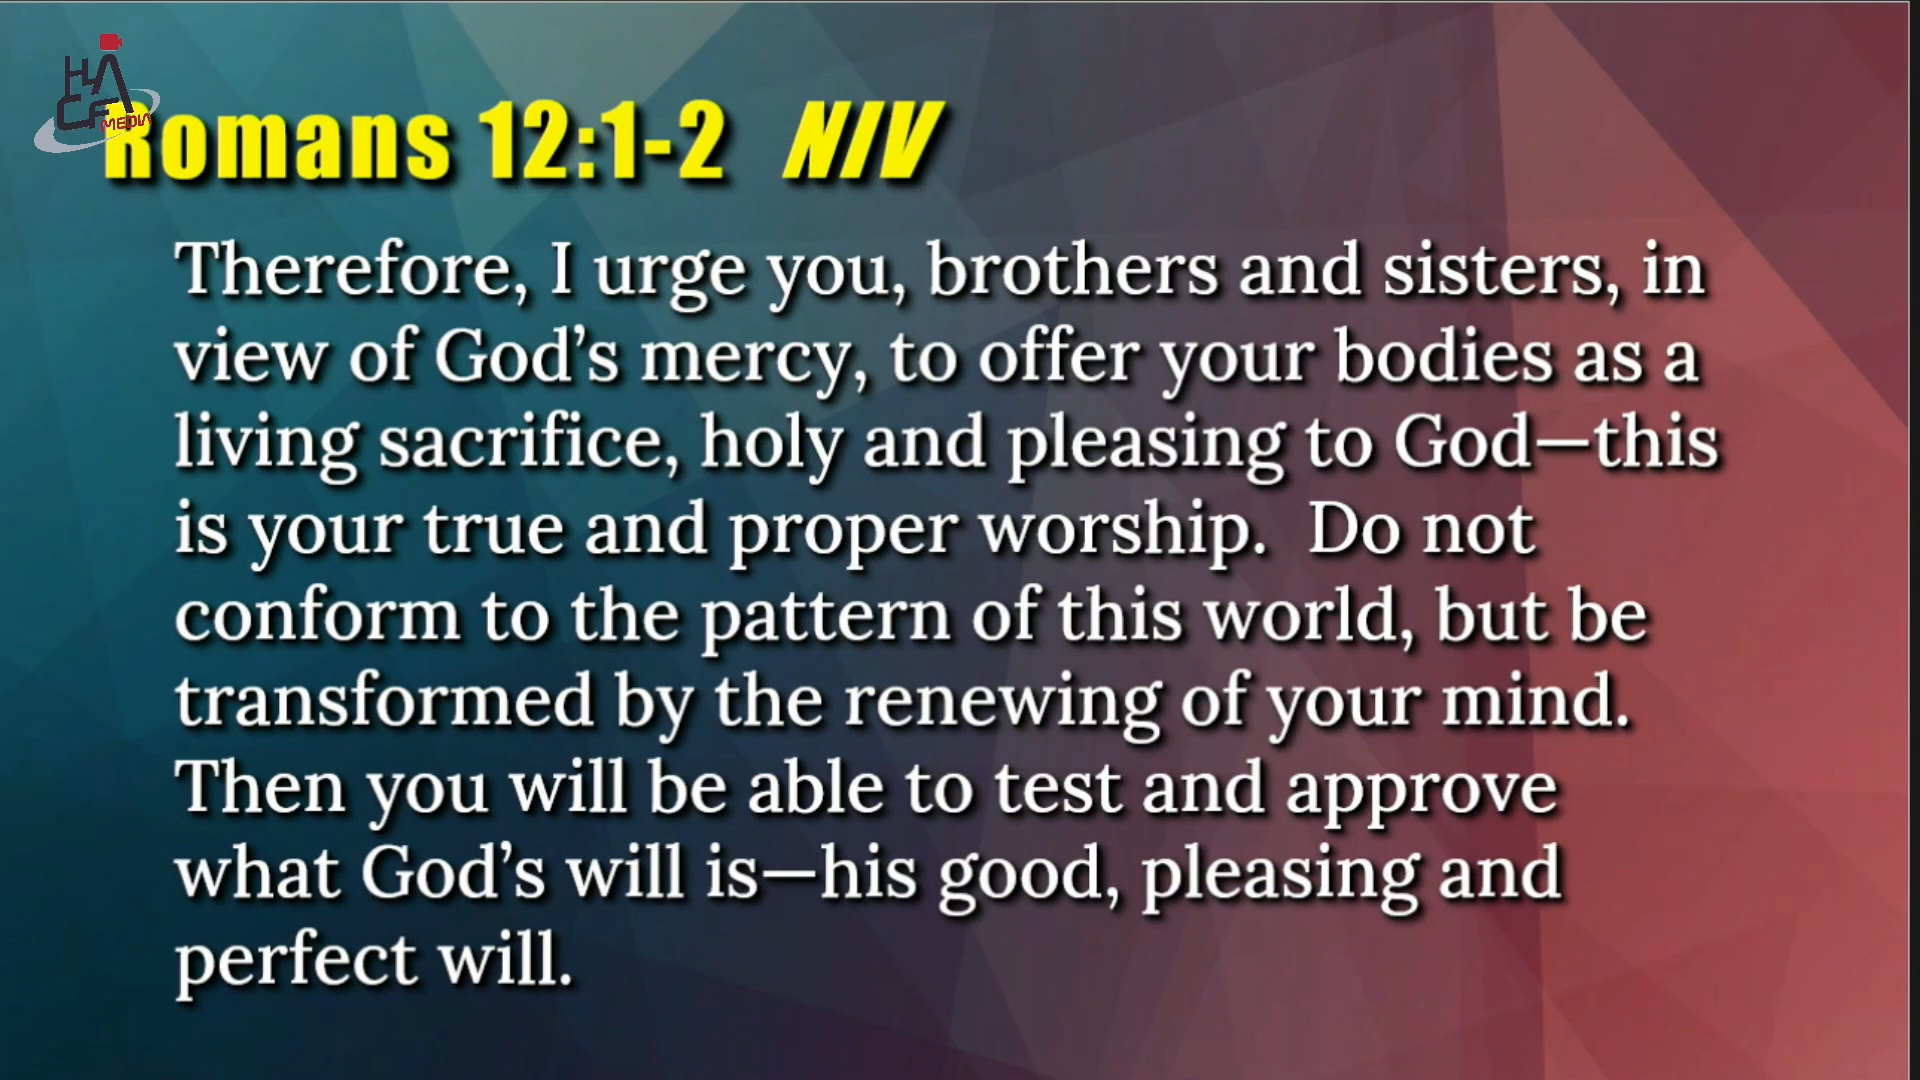 HLA
CF
MEDIA
Romans 12:1-2 NIV
Therefore, I urge you, brothers and sisters, in
view of God’s mercy, to offer your bodies as a
living sacrifice, holy and pleasing to God—this
is your true and proper worship.  Do not
conform to the pattern of this world, but be
transformed by the renewing of your mind.
Then you will be able to test and approve
what God’s will is—his good, pleasing and
perfect will.